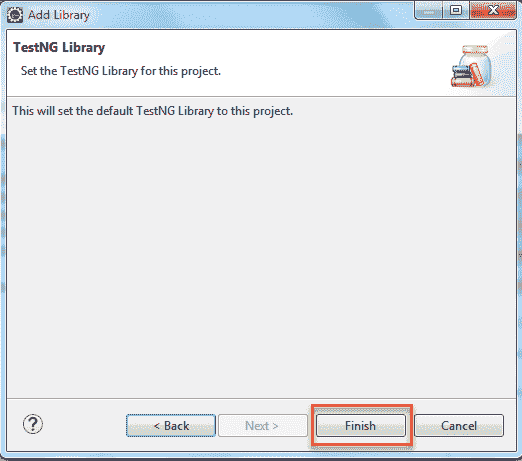 Add Library
TestNG Library
Set the TestNG Library for this project.
This will set the default TestNG Library to this project.
?
< Back Next > Finish Cancel